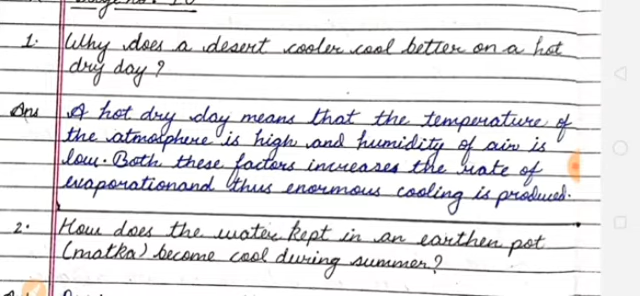 1. Why does a desert cooler cool better on a hot
dry day?
Ans A hot dry day means that the temperature of
the atmosphere is high and humidity of air is
low. Both these factors increases the rate of
evaporationand thus enormous cooling is produced.
2. How does the water kept in an earthen pot
(matka) become cool during summer?